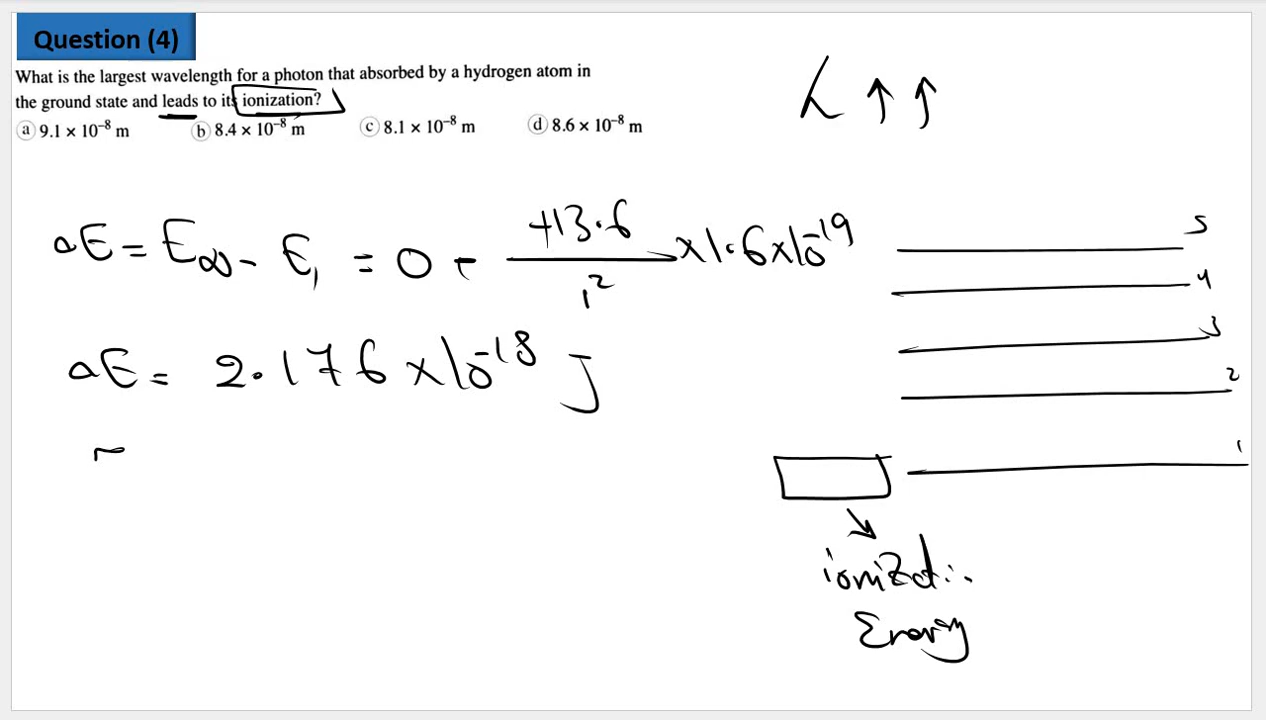 Question (4)
What is the largest wavelength for a photon that absorbed by a hydrogen atom in
the ground state and leads to its ionization?
a 9.1 × 10⁻⁸ m b 8.4 × 10⁻⁸ m c 8.1 × 10⁻⁸ m d 8.6 × 10⁻⁸ m
λ ↑ ↑
ΔE = E∞ - E₁ = 0 - +13.6 / 1² × 1.6 × 10⁻¹⁹
ΔE = 2.176 × 10⁻¹⁸ J
5
4
3
2
1
ionized
Energy